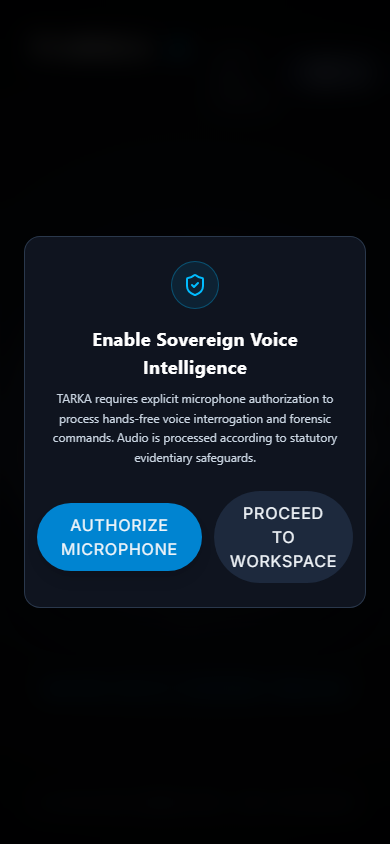 Enable Sovereign Voice
Intelligence
TARKA requires explicit microphone authorization to
process hands-free voice interrogation and forensic
commands. Audio is processed according to statutory
evidentiary safeguards.
AUTHORIZE
MICROPHONE
PROCEED
TO
WORKSPACE